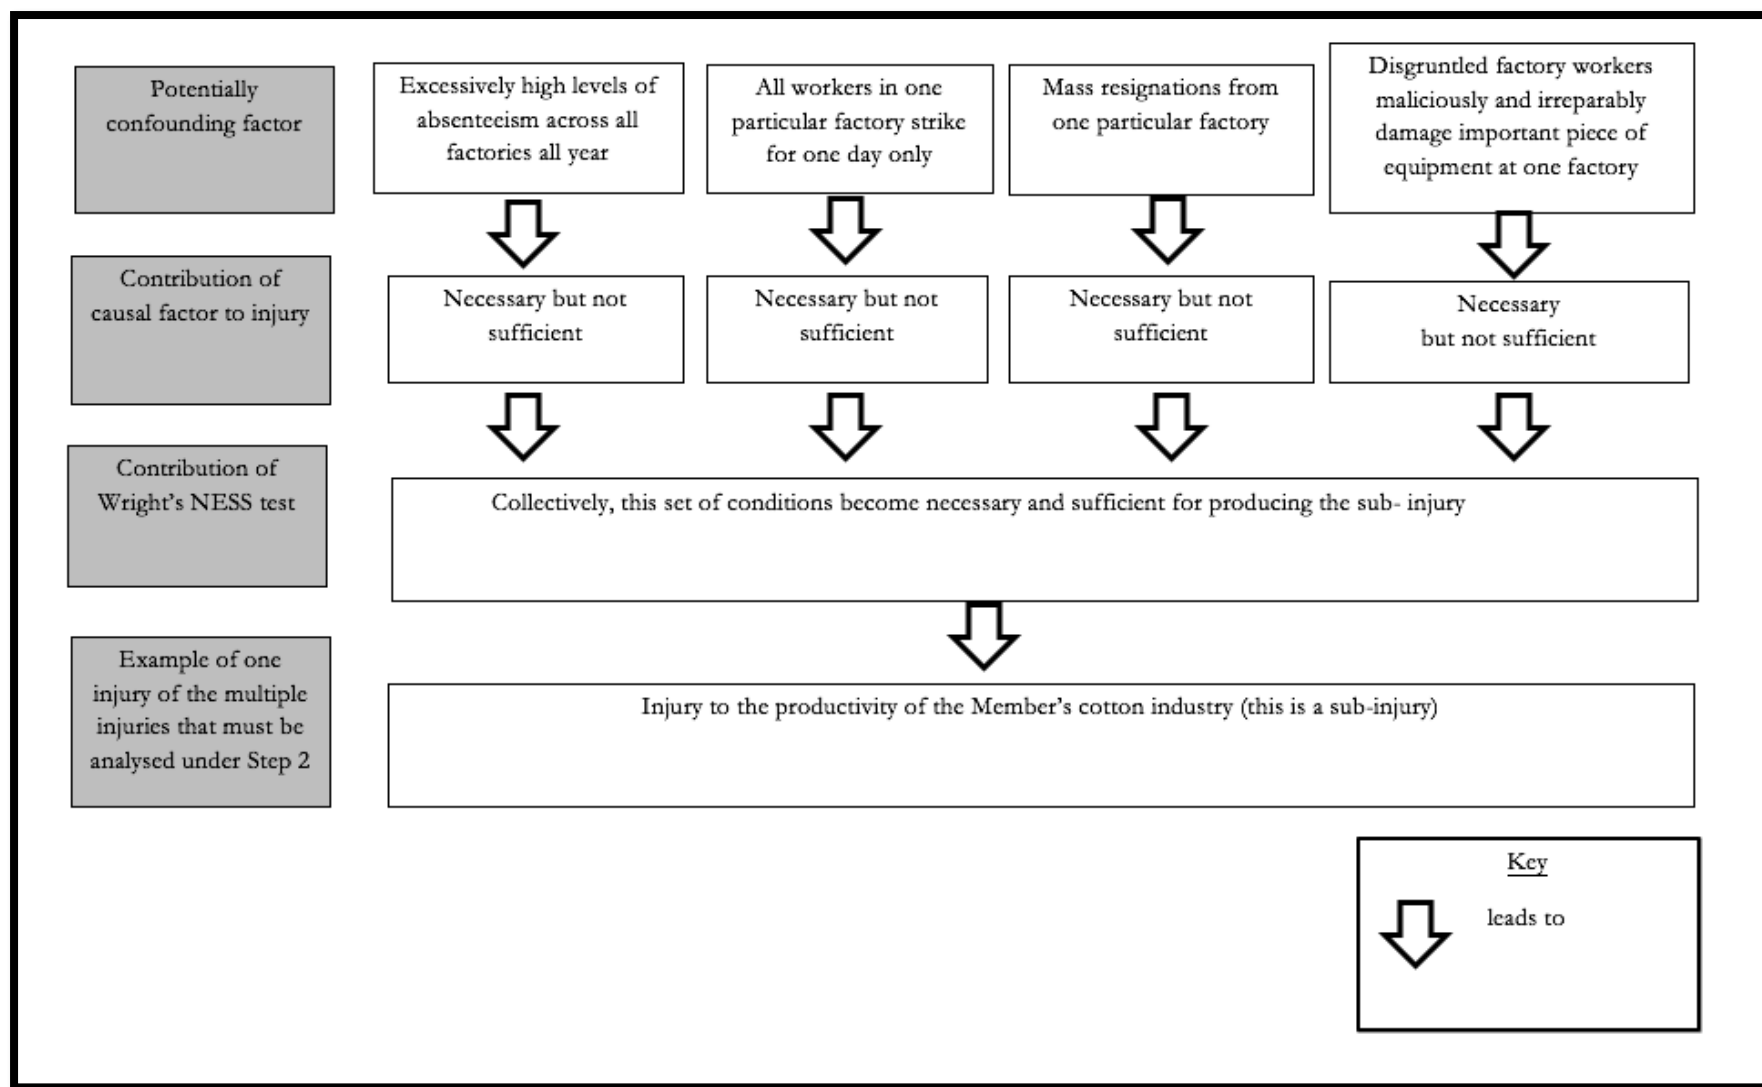 Potentially
confounding factor
Excessively high levels of
absenteeism across all
factories all year
All workers in one
particular factory strike
for one day only
Mass resignations from
one particular factory
Disgruntled factory workers
maliciously and irreparably
damage important piece of
equipment at one factory
Contribution of
causal factor to injury
Necessary but not
sufficient
Necessary but not
sufficient
Necessary but not
sufficient
Necessary
but not sufficient
Contribution of
Wright's NESS test
Collectively, this set of conditions become necessary and sufficient for producing the sub- injury
Example of one
injury of the multiple
injuries that must be
analysed under Step 2
Injury to the productivity of the Member's cotton industry (this is a sub-injury)
Key
leads to